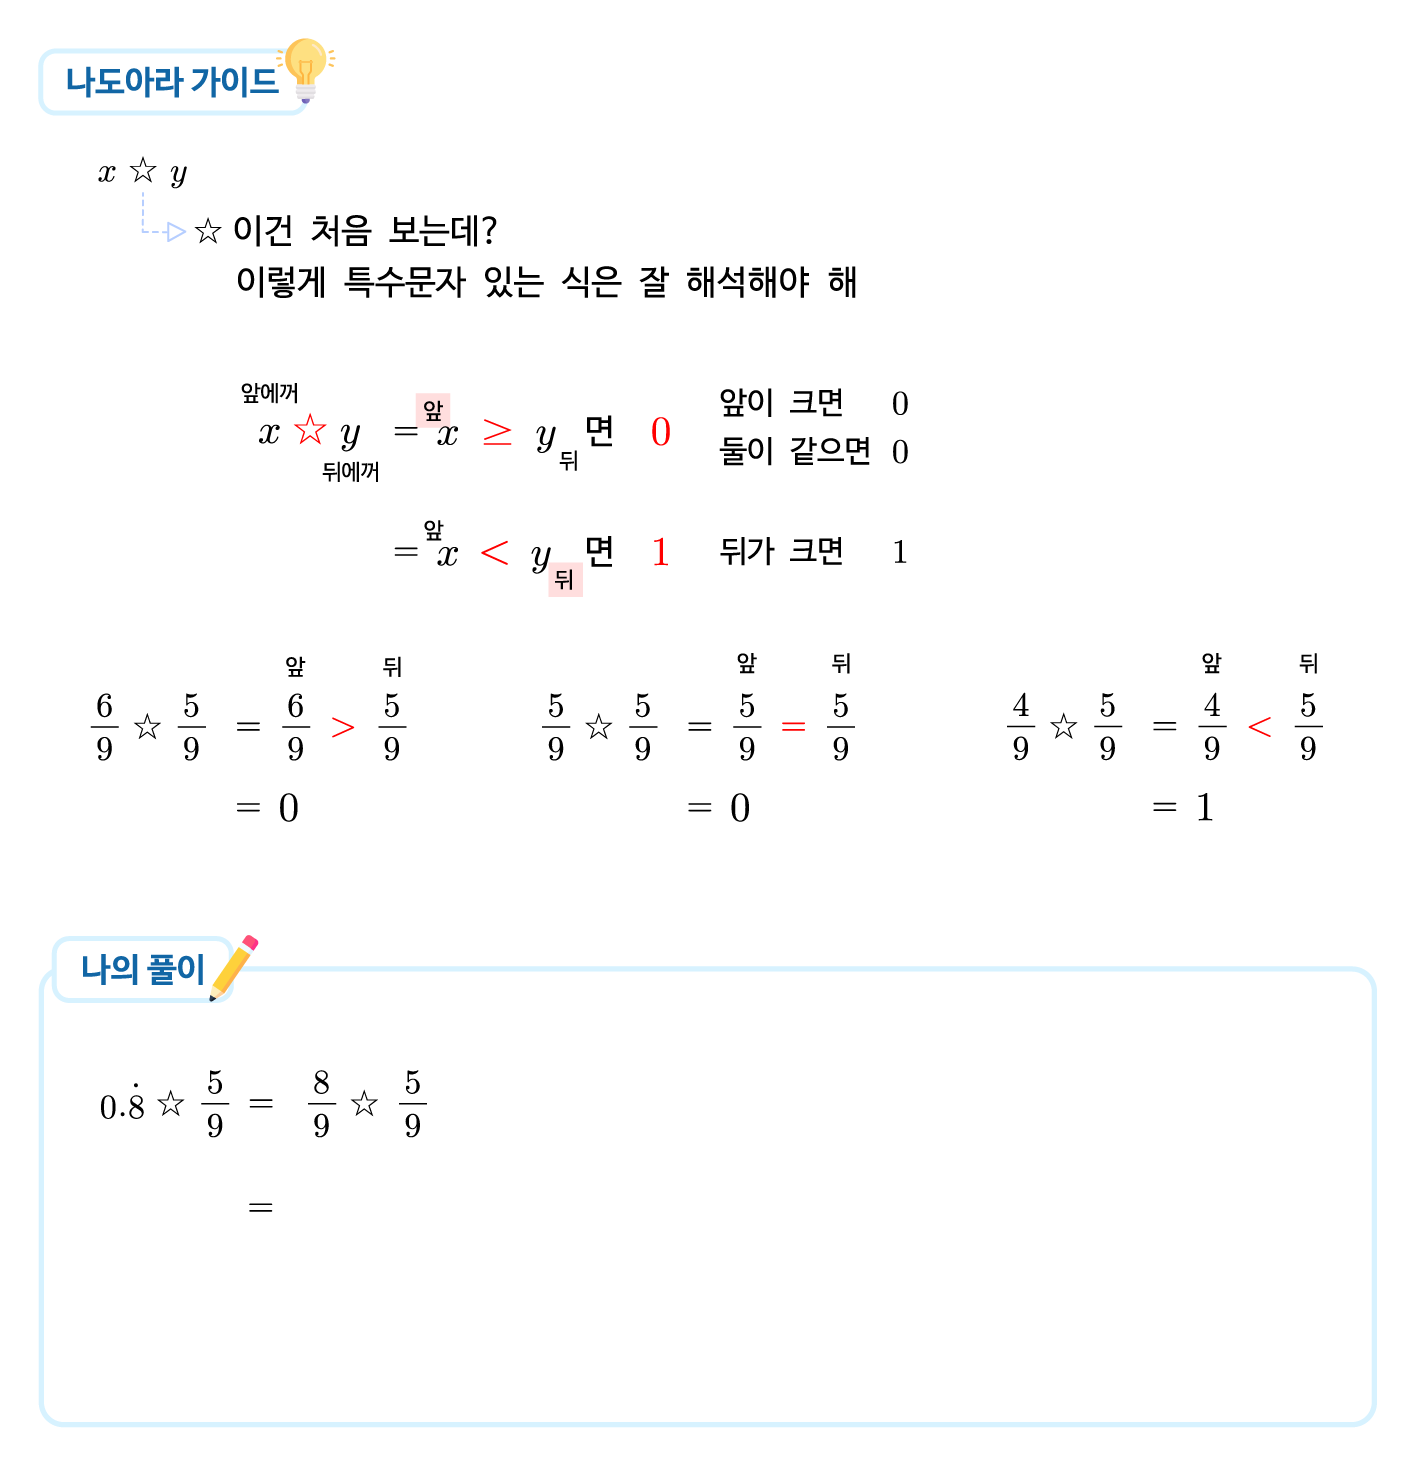 나도아라 가이드
x ☆ y
☆ 이건 처음 보는데?
이렇게 특수문자 있는 식은 잘 해석해야 해
앞에꺼 앞
x ☆ y = x ≥ y 면 0 앞이 크면 0
둘이 같으면 0
뒤에꺼 뒤
앞
= x < y 면 1 뒤가 크면 1
뒤
앞 뒤 앞 뒤 앞 뒤
6/9 ☆ 5/9 = 6/9 > 5/9 5/9 ☆ 5/9 = 5/9 = 5/9 4/9 ☆ 5/9 = 4/9 < 5/9
= 0 = 0 = 1
나의 풀이
0.8̇ ☆ 5/9 = 8/9 ☆ 5/9
=